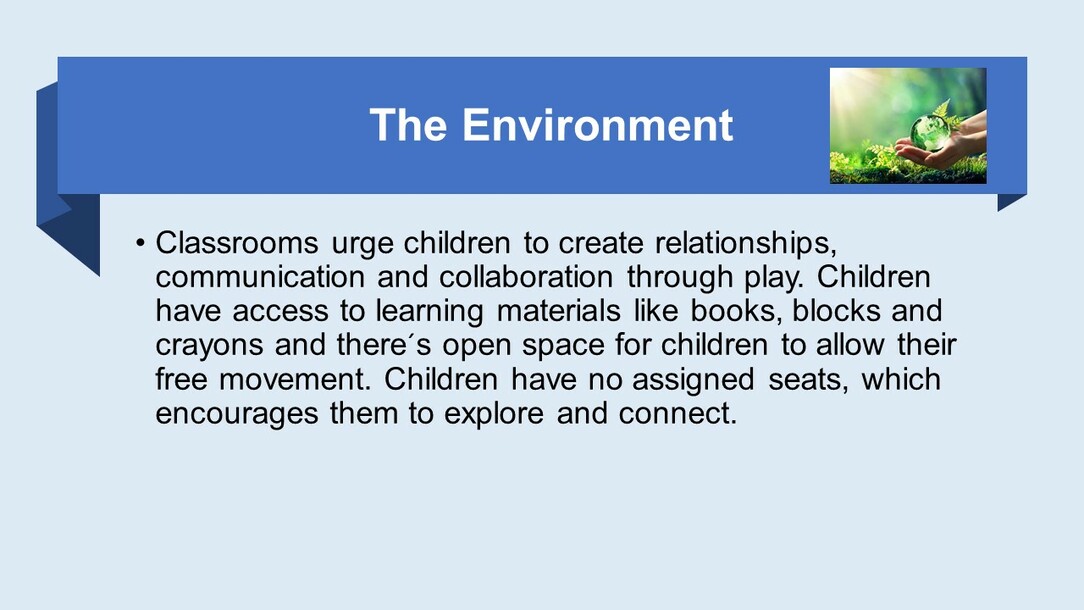 The Environment
• Classrooms urge children to create relationships,
communication and collaboration through play. Children
have access to learning materials like books, blocks and
crayons and there´s open space for children to allow their
free movement. Children have no assigned seats, which
encourages them to explore and connect.